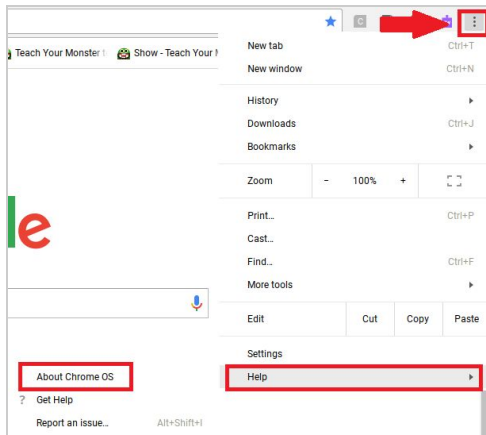 C
Teach Your Monster to
Show - Teach Your M
New tab Ctrl+T
New window Ctrl+N
History
Downloads Ctrl+J
Bookmarks
Zoom - 100% +
le
Print... Ctrl+P
Cast...
Find... Ctrl+F
More tools
Edit Cut Copy Paste
Settings
About Chrome OS
Help
? Get Help
Report an issue... Alt+Shift+I